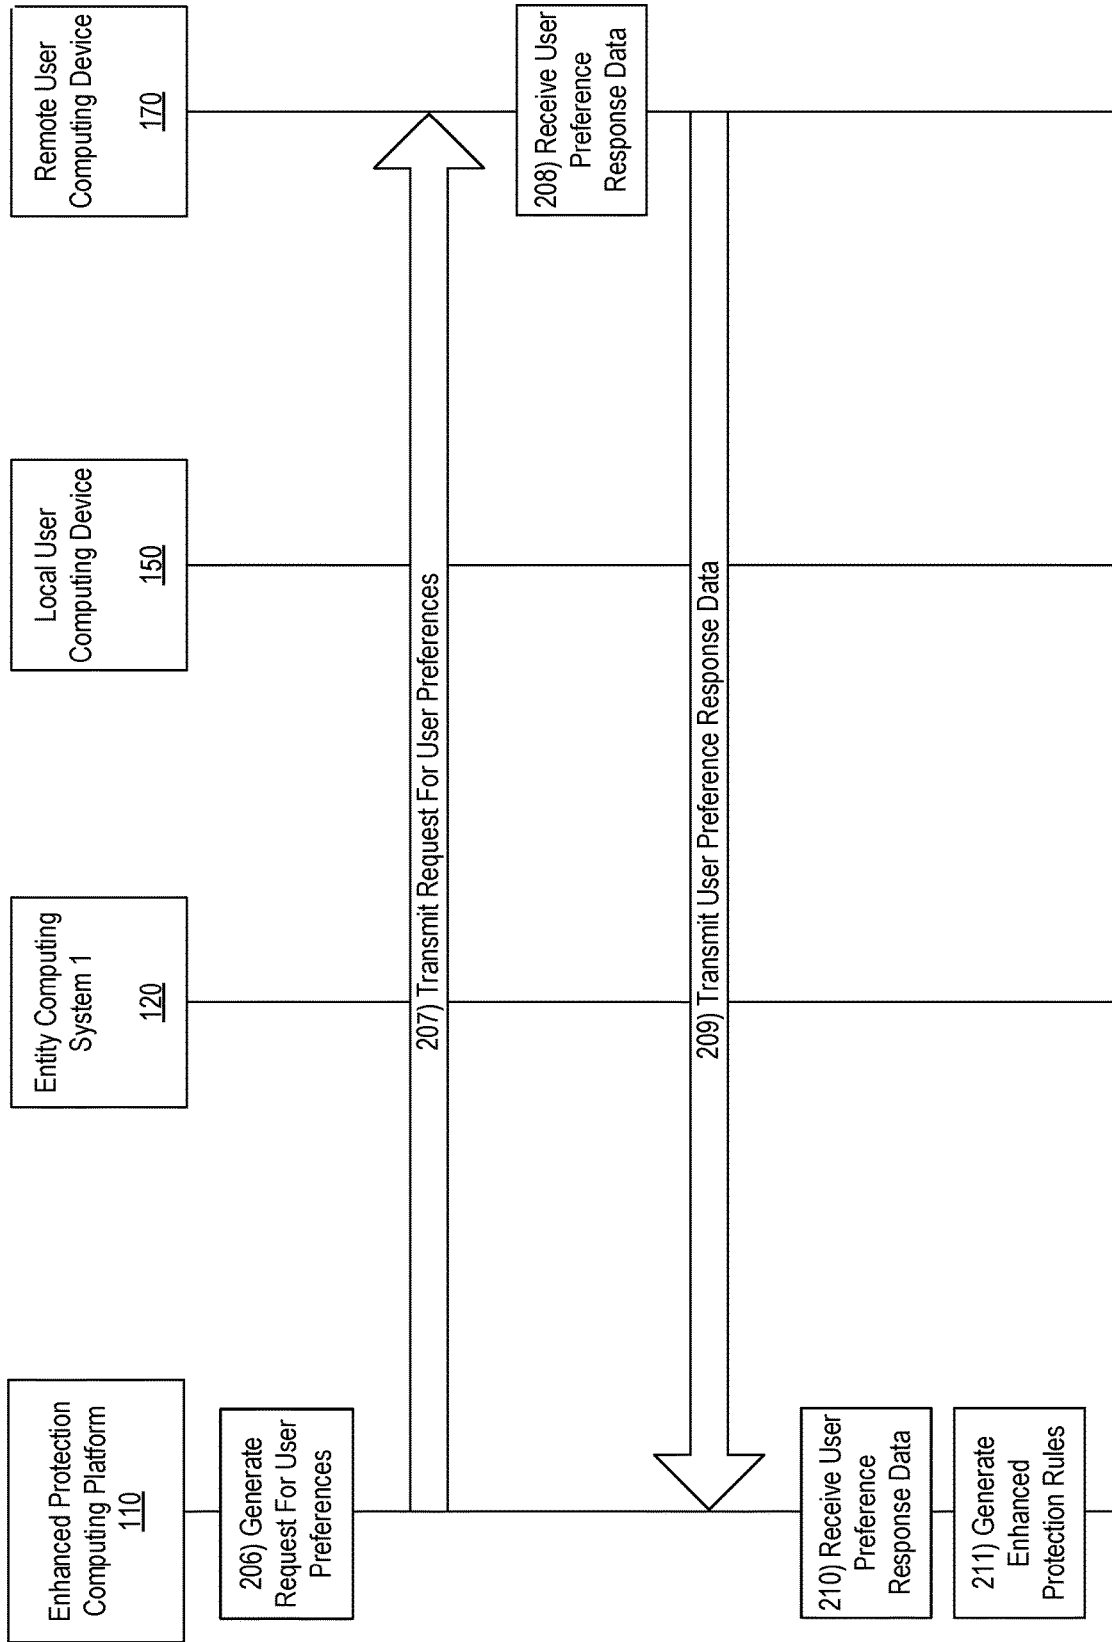 Enhanced Protection
Computing Platform
110
Entity Computing
System 1
120
Local User
Computing Device
150
Remote User
Computing Device
170
206) Generate
Request For User
Preferences
207) Transmit Request For User Preferences
208) Receive User
Preference
Response Data
209) Transmit User Preference Response Data
210) Receive User
Preference
Response Data
211) Generate
Enhanced
Protection Rules